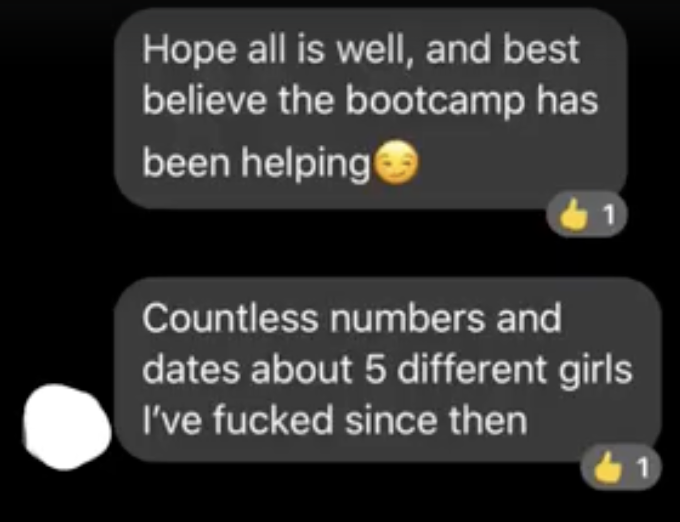 Hope all is well, and best
believe the bootcamp has
been helping😏
👍 1
Countless numbers and
dates about 5 different girls
I've fucked since then
👍 1